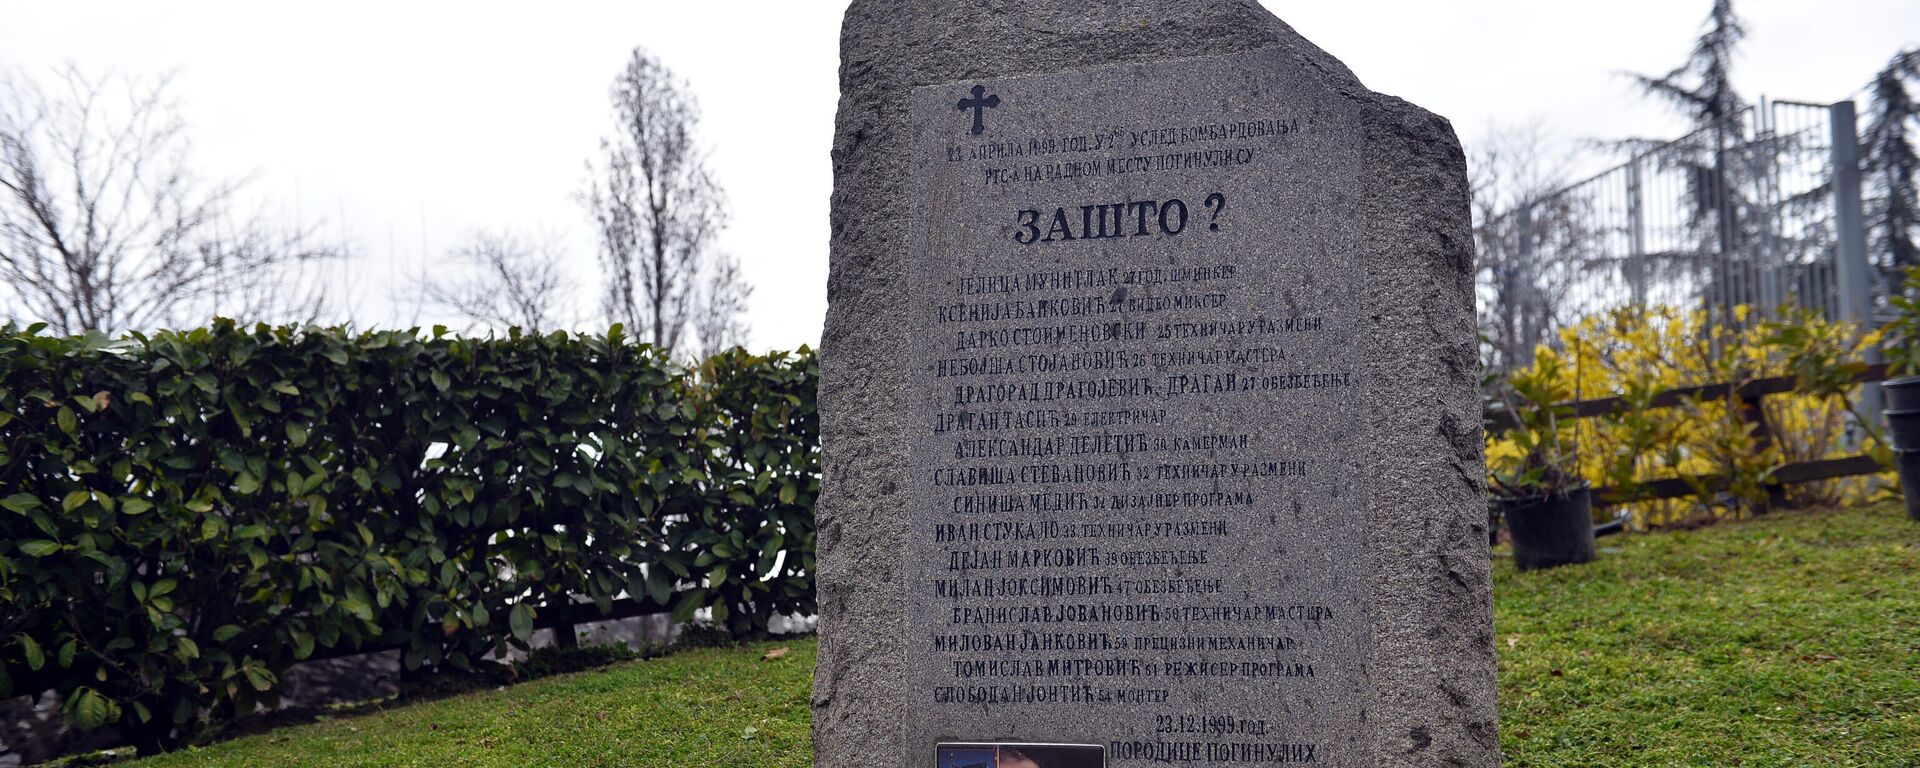 23. АПРИЛА 1999. ГОД. У 2⁰⁶ УСЛЕД БОМБАРДОВАЊА
РТС-А НА РАДНОМ МЕСТУ ПОГИНУЛИ СУ
ЗАШТО ?
ЈЕЛИЦА МУНИТЛАК 27 ГОД. ШМИНКЕР
КСЕНИЈА БАНКОВИЋ 27 ВИДЕО МИКСЕР
ДАРКО СТОИМЕНОВСКИ 25 ТЕХНИЧАР У РАЗМЕНИ
НЕБОЈША СТОЈАНОВИЋ 26 ТЕХНИЧАР МАСТЕРА
ДРАГОРАД ДРАГОЈЕВИЋ - ДРАГАН 27 ОБЕЗБЕЂЕЊЕ
ДРАГАН ТАСИЋ 29 ЕЛЕКТРИЧАР
АЛЕКСАНДАР ДЕЛЕТИЋ 30 КАМЕРМАН
СЛАВИША СТЕВАНОВИЋ 32 ТЕХНИЧАР У РАЗМЕНИ
СИНИША МЕДИЋ 32 ДИЗАЈНЕР ПРОГРАМА
ИВАН СТУКАЛО 33 ТЕХНИЧАР У РАЗМЕНИ
ДЕЈАН МАРКОВИЋ 39 ОБЕЗБЕЂЕЊЕ
МИЛАН ЈОКСИМОВИЋ 47 ОБЕЗБЕЂЕЊЕ
БРАНИСЛАВ ЈОВАНОВИЋ 50 ТЕХНИЧАР МАСТЕРА
МИЛОВАН ЈАНКОВИЋ 59 ПРЕЦИЗНИ МЕХАНИЧАР
ТОМИСЛАВ МИТРОВИЋ 61 РЕЖИСЕР ПРОГРАМА
СЛОБОДАН ЈОНТИЋ 54 МОНТЕР
23.12.1999 ГОД.
ПОРОДИЦЕ ПОГИНУЛИХ